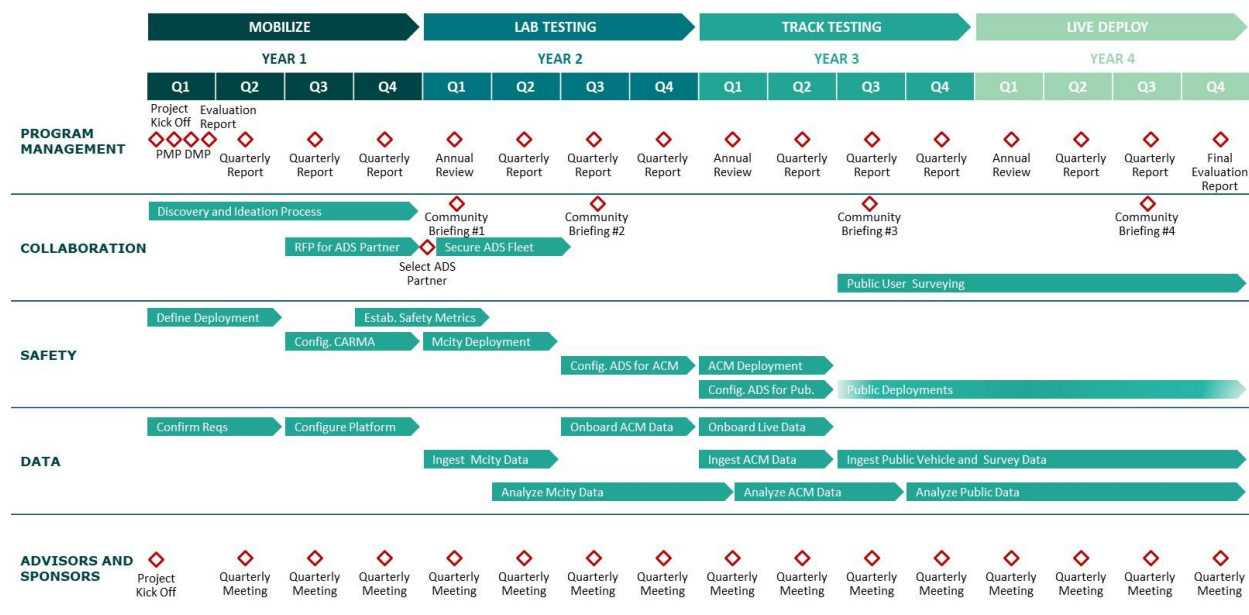 MOBILIZE
LAB TESTING
TRACK TESTING
LIVE DEPLOY
YEAR 1
YEAR 2
YEAR 3
YEAR 4
Q1 Q2 Q3 Q4 Q1 Q2 Q3 Q4 Q1 Q2 Q3 Q4 Q1 Q2 Q3 Q4
PROGRAM
MANAGEMENT
Project
Kick Off
Evaluation
Report
PMP DMP
Quarterly
Report
Quarterly
Report
Quarterly
Report
Annual
Review
Quarterly
Report
Quarterly
Report
Quarterly
Report
Annual
Review
Quarterly
Report
Quarterly
Report
Quarterly
Report
Annual
Review
Quarterly
Report
Quarterly
Report
Final
Evaluation
Report
COLLABORATION
Discovery and Ideation Process
Community
Briefing #1
Community
Briefing #2
Community
Briefing #3
Community
Briefing #4
RFP for ADS Partner
Secure ADS Fleet
Select ADS
Partner
Public User Surveying
SAFETY
Define Deployment
Estab. Safety Metrics
Config. CARMA
Mcity Deployment
Config. ADS for ACM
ACM Deployment
Config. ADS for Pub.
Public Deployments
DATA
Confirm Reqs
Configure Platform
Onboard ACM Data
Onboard Live Data
Ingest Mcity Data
Ingest ACM Data
Ingest Public Vehicle and Survey Data
Analyze Mcity Data
Analyze ACM Data
Analyze Public Data
ADVISORS AND
SPONSORS
Project
Kick Off
Quarterly
Meeting
Quarterly
Meeting
Quarterly
Meeting
Quarterly
Meeting
Quarterly
Meeting
Quarterly
Meeting
Quarterly
Meeting
Quarterly
Meeting
Quarterly
Meeting
Quarterly
Meeting
Quarterly
Meeting
Quarterly
Meeting
Quarterly
Meeting
Quarterly
Meeting
Quarterly
Meeting